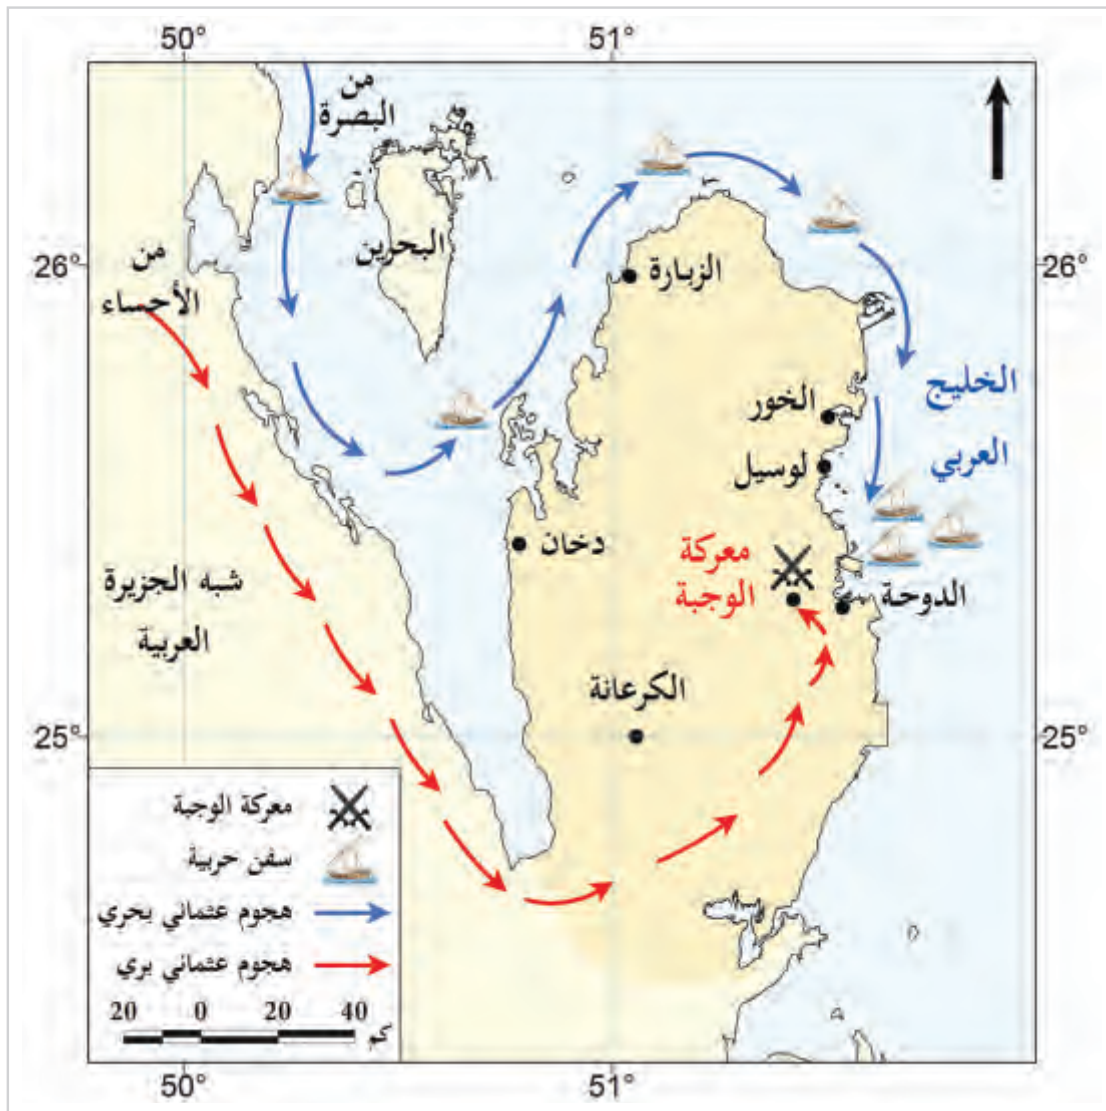 50°
51°
من
البصرة
البحرين
26°
من
الأحساء
الزبارة
26°
الخليج
العربي
الخور
لوسيل
دخان
معركة
الوجبة
الدوحة
شبه الجزيرة
العربية
الكرعانة
25°
25°
معركة الوجبة
سفن حربية
هجوم عثماني بحري
هجوم عثماني بري
20 0 20 40
كم
50°
51°